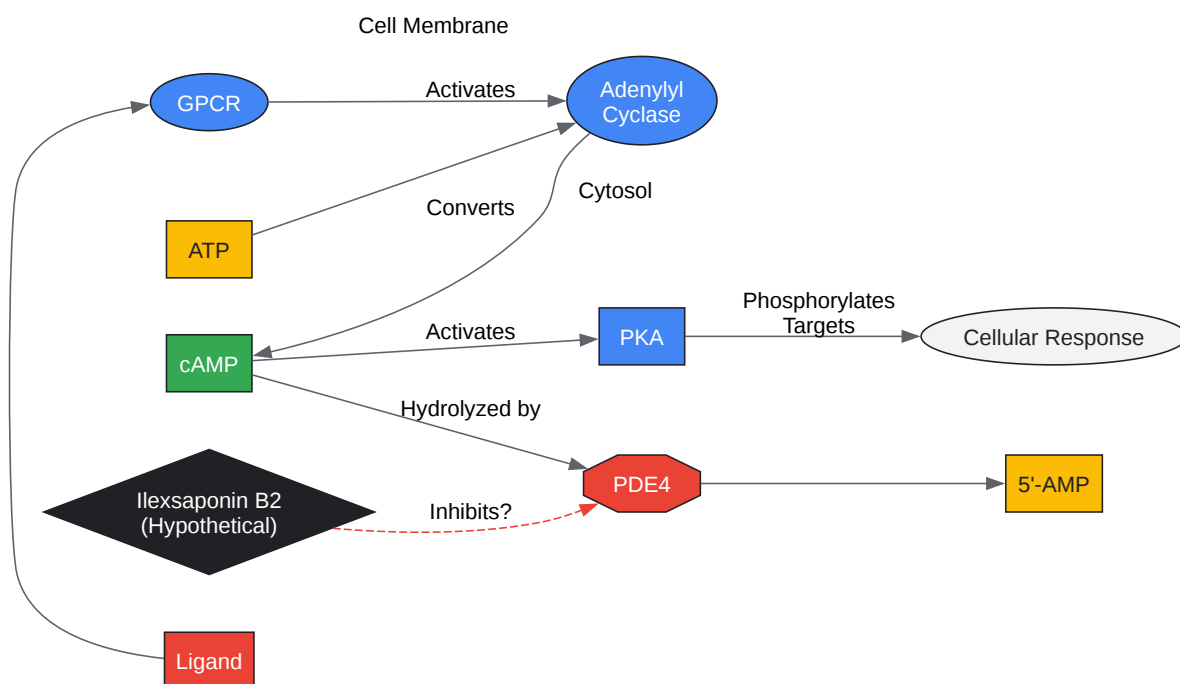 Cell Membrane
GPCR
Activates
Adenylyl
Cyclase
Cytosol
Converts
ATP
cAMP
Activates
PKA
Phosphorylates
Targets
Cellular Response
Hydrolyzed by
PDE4
5'-AMP
Ilexsaponin B2
(Hypothetical)
Inhibits?
Ligand